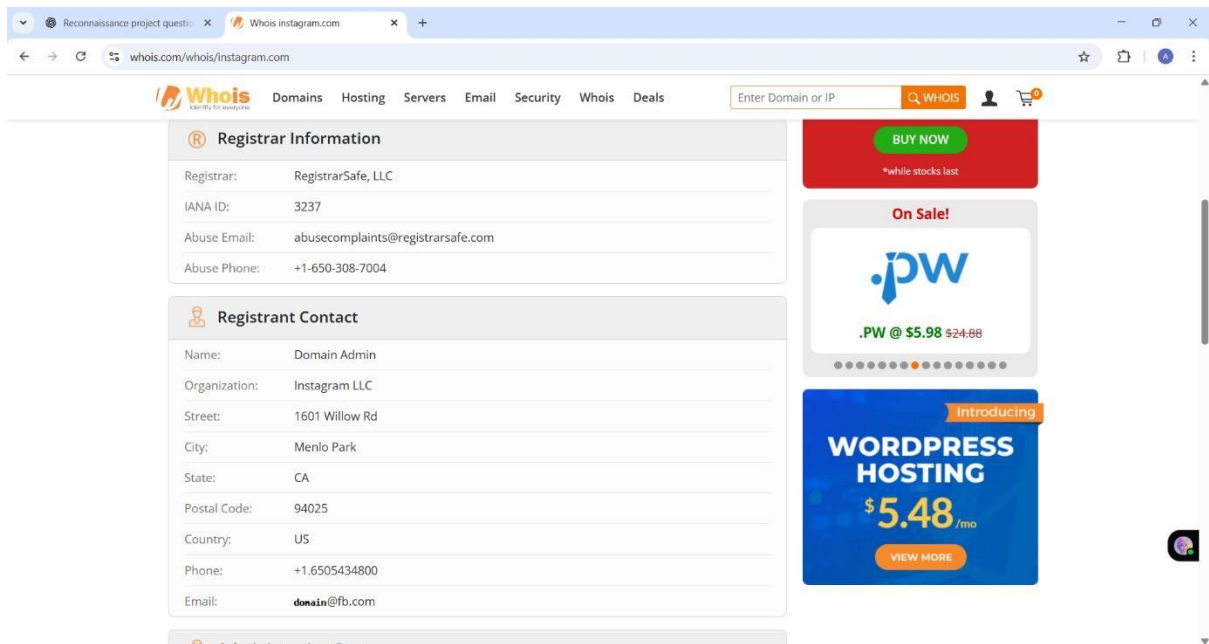 Reconnaissance project questio
Whois instagram.com
whois.com/whois/instagram.com
A
Whois
Identity for everyone
Domains Hosting Servers Email Security Whois Deals
Enter Domain or IP
WHOIS
0
R Registrar Information
Registrar: RegistrarSafe, LLC
IANA ID: 3237
Abuse Email: abusecomplaints@registrarsafe.com
Abuse Phone: +1-650-308-7004
Registrant Contact
Name: Domain Admin
Organization: Instagram LLC
Street: 1601 Willow Rd
City: Menlo Park
State: CA
Postal Code: 94025
Country: US
Phone: +1.6505434800
Email: domain@fb.com
BUY NOW
*while stocks last
On Sale!
.pw
.PW @ $5.98 $24.88
Introducing
WORDPRESS
HOSTING
$5.48/mo
VIEW MORE